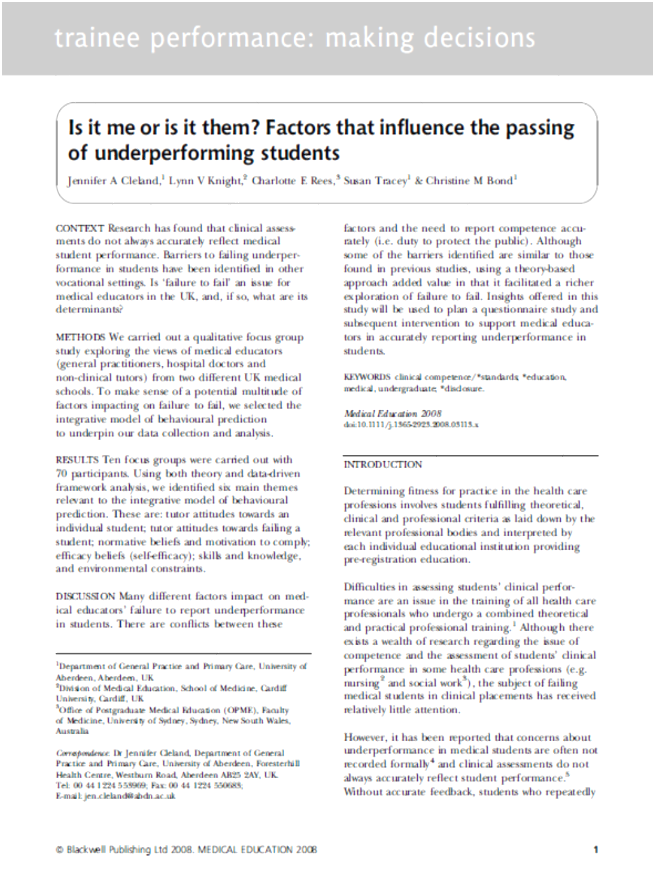 trainee performance: making decisions
Is it me or is it them? Factors that influence the passing
of underperforming students
Jennifer A Cleland,1 Lynn V Knight,2 Charlotte E Rees,3 Susan Tracey1 & Christine M Bond1
CONTEXT Research has found that clinical assess-
ments do not always accurately reflect medical
student performance. Barriers to failing underper-
formance in students have been identified in other
vocational settings. Is ‘failure to fail’ an issue for
medical educators in the UK, and, if so, what are its
determinants?
METHODS We carried out a qualitative focus group
study exploring the views of medical educators
(general practitioners, hospital doctors and
non-clinical tutors) from two different UK medical
schools. To make sense of a potential multitude of
factors impacting on failure to fail, we selected the
integrative model of behavioural prediction
to underpin our data collection and analysis.
RESULTS Ten focus groups were carried out with
70 participants. Using both theory and data-driven
framework analysis, we identified six main themes
relevant to the integrative model of behavioural
prediction. These are: tutor attitudes towards an
individual student; tutor attitudes towards failing a
student; normative beliefs and motivation to comply;
efficacy beliefs (self-efficacy); skills and knowledge,
and environmental constraints.
DISCUSSION Many different factors impact on med-
ical educators’ failure to report underperformance
in students. There are conflicts between these
1Department of General Practice and Primary Care, University of
Aberdeen, Aberdeen, UK
2Division of Medical Education, School of Medicine, Cardiff
University, Cardiff, UK
3Office of Postgraduate Medical Education (OPME), Faculty
of Medicine, University of Sydney, Sydney, New South Wales,
Australia
Correspondence: Dr Jennifer Cleland, Department of General
Practice and Primary Care, University of Aberdeen, Foresterhill
Health Centre, Westburn Road, Aberdeen AB25 2AY, UK.
Tel: 00 44 1224 553969; Fax: 00 44 1224 550683;
E-mail: jen.cleland@abdn.ac.uk
factors and the need to report competence accu-
rately (i.e. duty to protect the public). Although
some of the barriers identified are similar to those
found in previous studies, using a theory-based
approach added value in that it facilitated a richer
exploration of failure to fail. Insights offered in this
study will be used to plan a questionnaire study and
subsequent intervention to support medical educa-
tors in accurately reporting underperformance in
students.
KEYWORDS clinical competence/*standards; *education,
medical, undergraduate; *disclosure.
Medical Education 2008
doi:10.1111/j.1365-2923.2008.03113.x
INTRODUCTION
Determining fitness for practice in the health care
professions involves students fulfilling theoretical,
clinical and professional criteria as laid down by the
relevant professional bodies and interpreted by
each individual educational institution providing
pre-registration education.
Difficulties in assessing students’ clinical perfor-
mance are an issue in the training of all health care
professionals who undergo a combined theoretical
and practical professional training.1 Although there
exists a wealth of research regarding the issue of
competence and the assessment of students’ clinical
performance in some health care professions (e.g.
nursing2 and social work3), the subject of failing
medical students in clinical placements has received
relatively little attention.
However, it has been reported that concerns about
underperformance in medical students are often not
recorded formally4 and clinical assessments do not
always accurately reflect student performance.5
Without accurate feedback, students who repeatedly
© Blackwell Publishing Ltd 2008. MEDICAL EDUCATION 2008
1